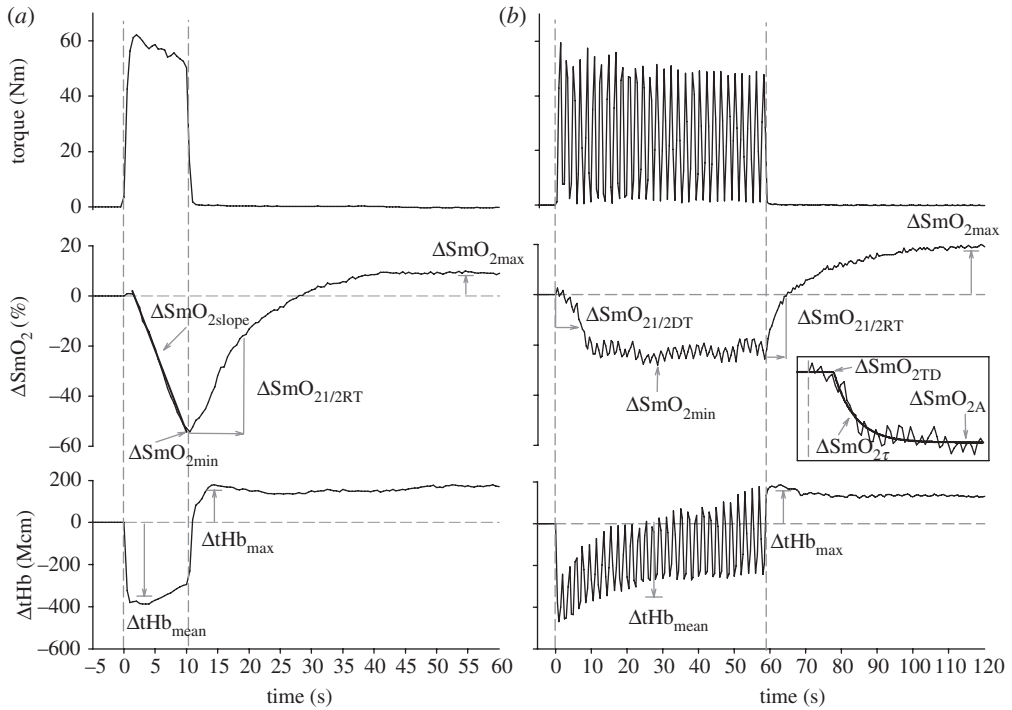 (a)
60
40
20
0
torque (Nm)
20
0
–20
–40
–60
ΔSmO2 (%)
ΔSmO2max
ΔSmO2slope
ΔSmO21/2RT
ΔSmO2min
200
0
–200
–400
–600
ΔtHb (Mcm)
ΔtHbmax
ΔtHbmean
–5 0 5 10 15 20 25 30 35 40 45 50 55 60
time (s)
(b)
ΔSmO2max
ΔSmO21/2DT
ΔSmO21/2RT
ΔSmO2min
ΔSmO2TD
ΔSmO2A
ΔSmO2τ
ΔtHbmax
ΔtHbmean
0 10 20 30 40 50 60 70 80 90 100 110 120
time (s)